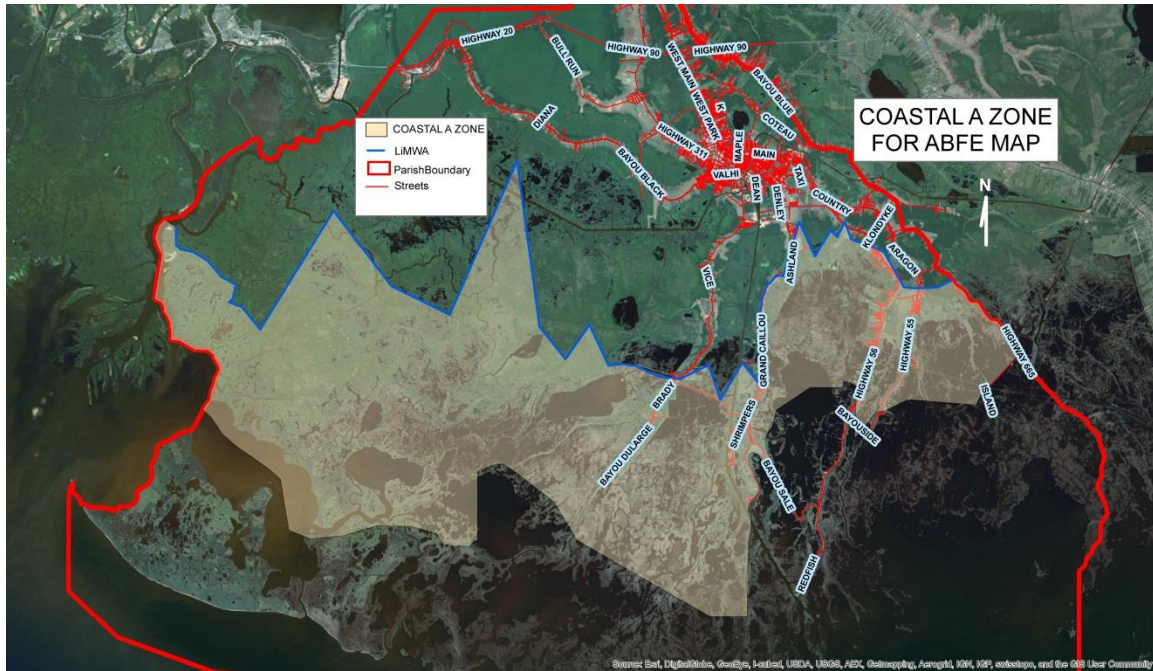 HIGHWAY 20
BULL RUN
HIGHWAY 90
WEST MAIN
HIGHWAY 90
BAYOU BLUE
WEST PARK
K
COTEAU
DIANA
HIGHWAY 311
MAPLE
MAIN
BAYOU BLACK
VALHI
DEAN
TAXI
DENLEY
COUNTRY
KLONDYKE
ARAGON
ASHLAND
VICE
GRAND CAILLOU
HIGHWAY 56
HIGHWAY 55
HIGHWAY 665
ISLAND
BRADY
SHRIMPERS
BAYOU DULARGE
BAYOUSIDE
BAYOU SALE
REDFISH
COASTAL A ZONE
LiMWA
ParishBoundary
Streets
COASTAL A ZONE
FOR ABFE MAP
N
Source: Esri, DigitalGlobe, GeoEye, i-cubed, USDA, USGS, AEX, Getmapping, Aerogrid, IGN, IGP, swisstopo, and the GIS User Community